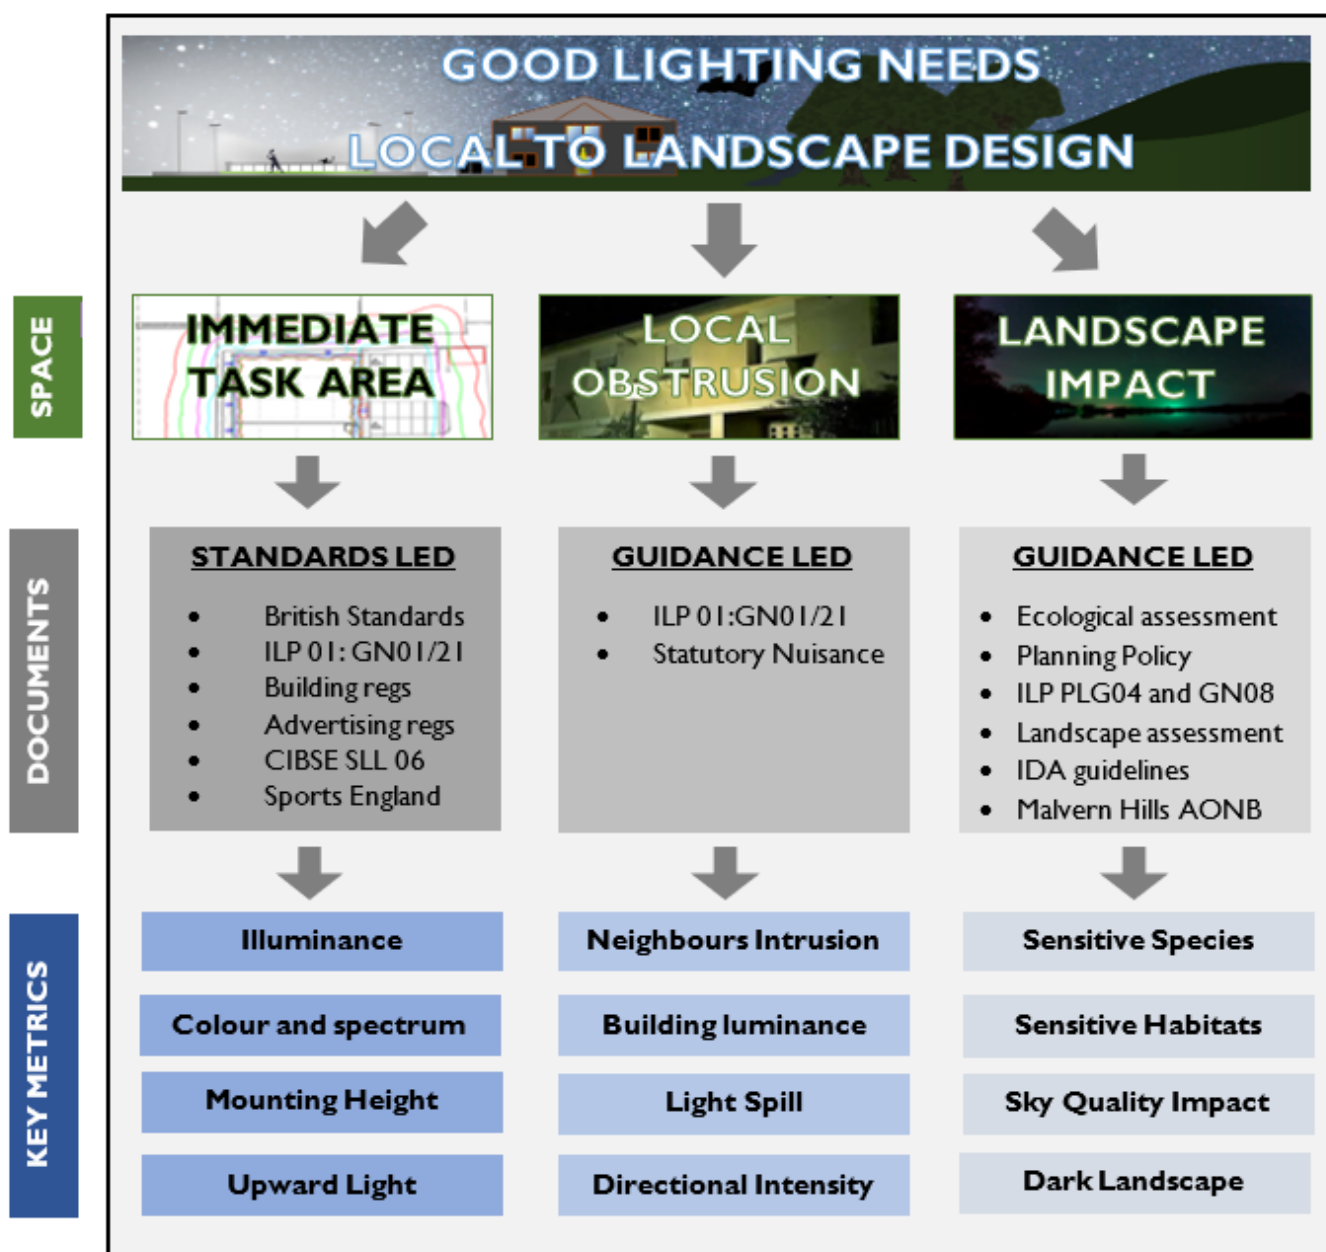 GOOD LIGHTING NEEDS
LOCAL TO LANDSCAPE DESIGN
SPACE
IMMEDIATE
TASK AREA
LOCAL
OBSTRUSION
LANDSCAPE
IMPACT
DOCUMENTS
STANDARDS LED
• British Standards
• ILP 01: GN01/21
• Building regs
• Advertising regs
• CIBSE SLL 06
• Sports England
GUIDANCE LED
• ILP 01:GN01/21
• Statutory Nuisance
GUIDANCE LED
• Ecological assessment
• Planning Policy
• ILP PLG04 and GN08
• Landscape assessment
• IDA guidelines
• Malvern Hills AONB
KEY METRICS
Illuminance
Colour and spectrum
Mounting Height
Upward Light
Neighbours Intrusion
Building luminance
Light Spill
Directional Intensity
Sensitive Species
Sensitive Habitats
Sky Quality Impact
Dark Landscape